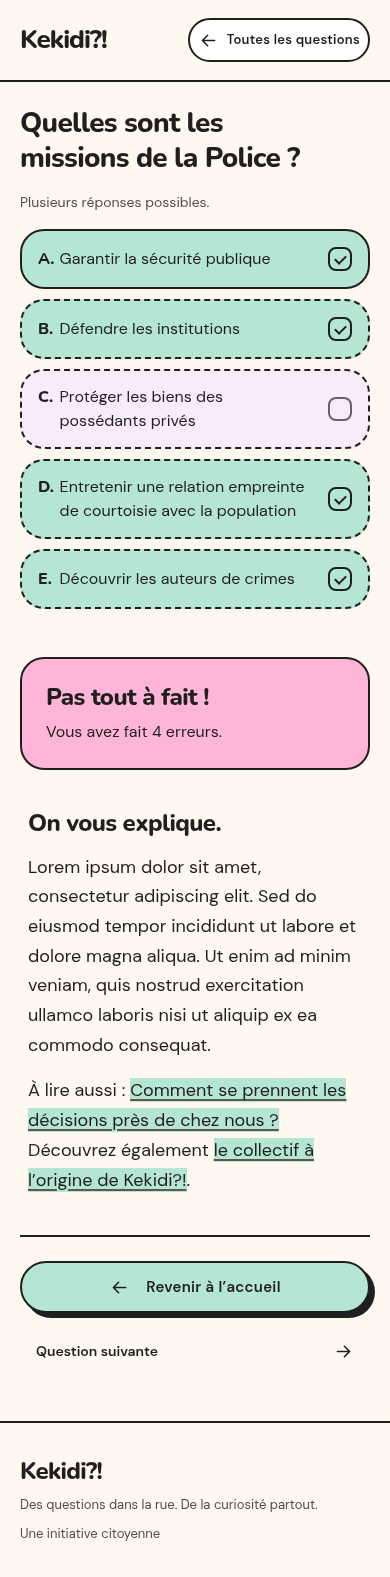 Kekidi?!
← Toutes les questions
Quelles sont les
missions de la Police ?
Plusieurs réponses possibles.
A. Garantir la sécurité publique
B. Défendre les institutions
C. Protéger les biens des
possédants privés
D. Entretenir une relation empreinte
de courtoisie avec la population
E. Découvrir les auteurs de crimes
Pas tout à fait !
Vous avez fait 4 erreurs.
On vous explique.
Lorem ipsum dolor sit amet,
consectetur adipiscing elit. Sed do
eiusmod tempor incididunt ut labore et
dolore magna aliqua. Ut enim ad minim
veniam, quis nostrud exercitation
ullamco laboris nisi ut aliquip ex ea
commodo consequat.
À lire aussi : Comment se prennent les
décisions près de chez nous ?
Découvrez également le collectif à
l’origine de Kekidi?!.
← Revenir à l’accueil
Question suivante →
Kekidi?!
Des questions dans la rue. De la curiosité partout.
Une initiative citoyenne